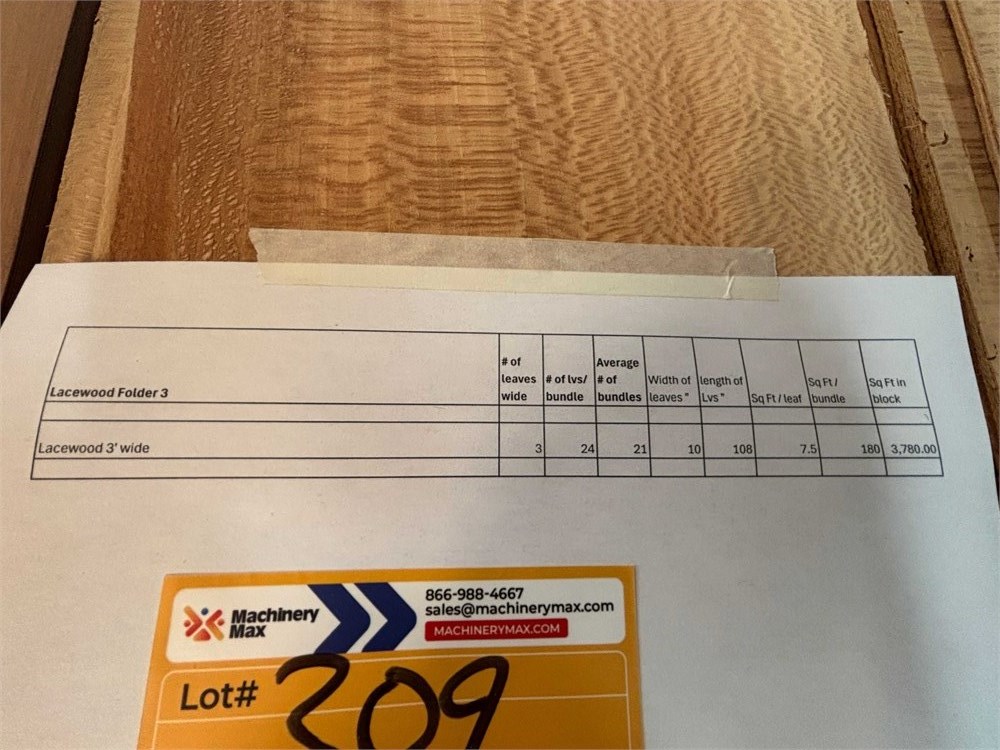 Lacewood Folder 3 # of leaves wide # of lvs/ bundle Average # of bundles Width of leaves " length of Lvs " Sq Ft / leaf Sq Ft / bundle Sq Ft in block
Lacewood 3' wide 3 24 21 10 108 7.5 180 3,780.00
Machinery Max
866-988-4667
sales@machinerymax.com
MACHINERYMAX.COM
Lot# 209